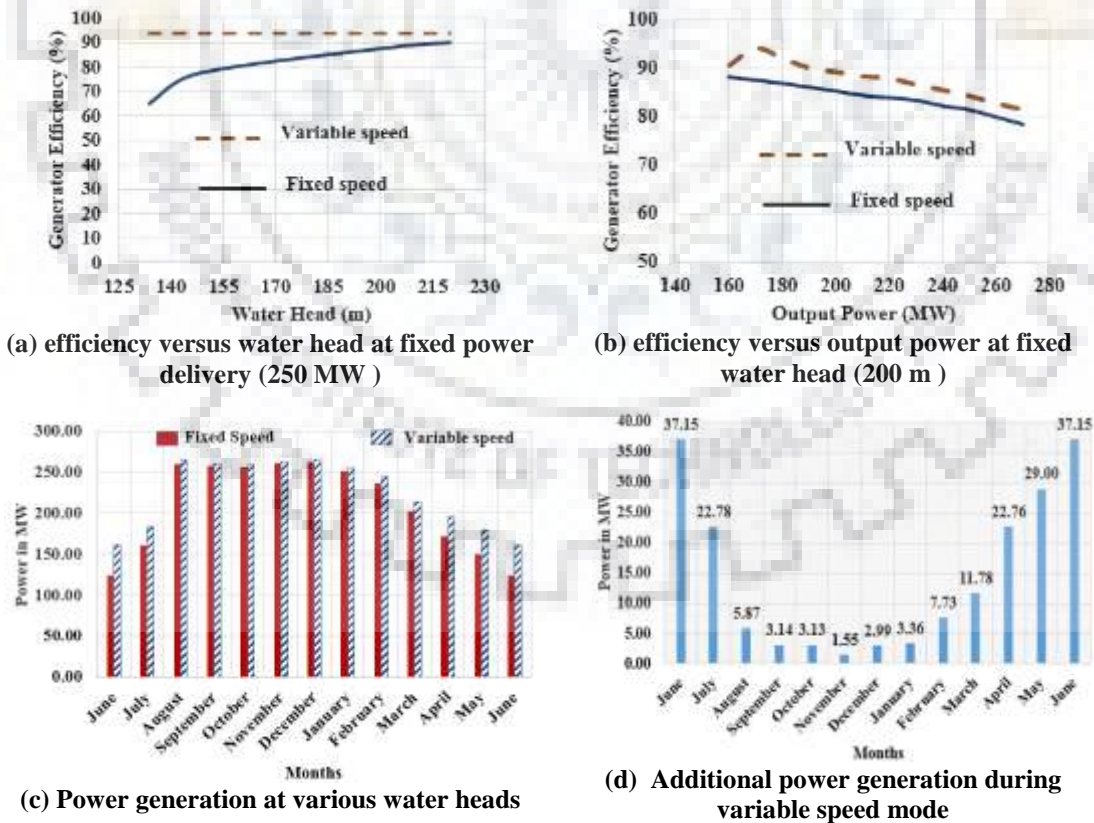 100
90
80
70
60
50
40
30
20
10
0
Generator Efficiency (%)
Variable speed
Fixed speed
125 140 155 170 185 200 215 230
Water Head (m)
(a) efficiency versus water head at fixed power
delivery (250 MW )
100
90
80
70
60
50
Generator Efficiency (%)
Variable speed
Fixed speed
140 160 180 200 220 240 260 280
Output Power (MW)
(b) efficiency versus output power at fixed
water head (200 m )
300.00
250.00
200.00
150.00
100.00
50.00
0.00
Power in MW
Fixed Speed Variable speed
June July August September October November December January February March April May June
Months
(c) Power generation at various water heads
40.00
35.00
30.00
25.00
20.00
15.00
10.00
5.00
0.00
Power in MW
37.15 22.78 5.87 3.14 3.13 1.55 2.99 3.36 7.73 11.78 22.76 29.00 37.15
June July August September October November December January February March April May June
Months
(d) Additional power generation during
variable speed mode